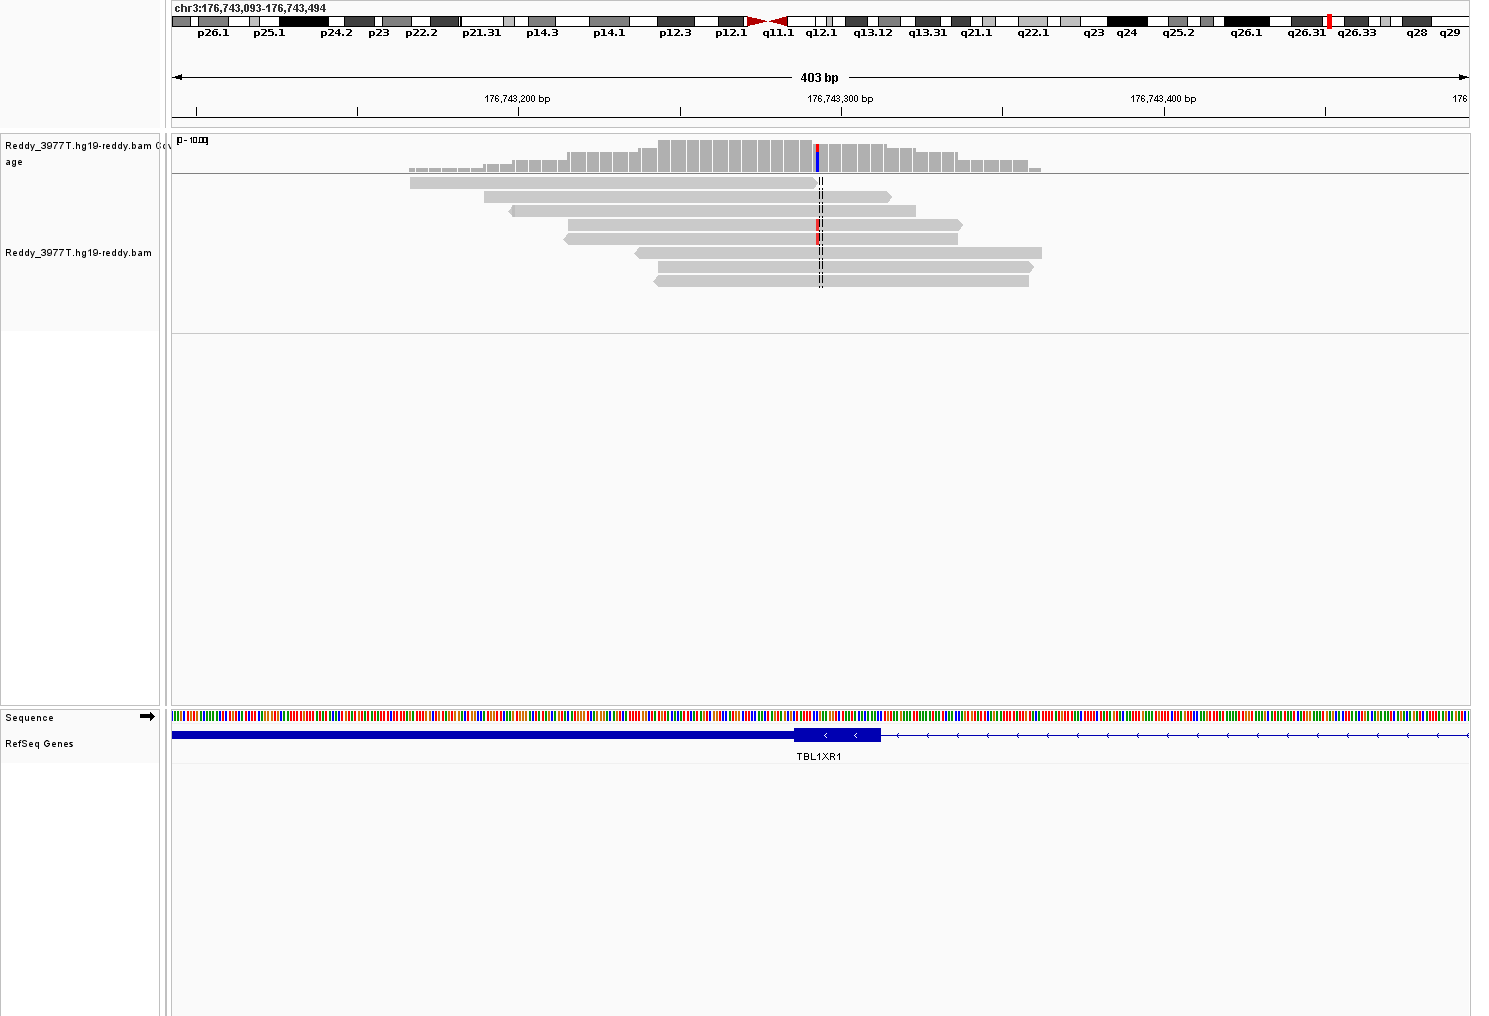 chr3:176,743,093-176,743,494
p26.1 p25.1 p24.2 p23 p22.2 p21.31 p14.3 p14.1 p12.3 p12.1 q11.1 q12.1 q13.12 q13.31 q21.1 q22.1 q23 q24 q25.2 q26.1 q26.31 q26.33 q28 q29
403 bp
176,743,200 bp 176,743,300 bp 176,743,400 bp 176
Reddy_3977T.hg19-reddy.bam Cov
age
[0 - 10.00]
Reddy_3977T.hg19-reddy.bam
Sequence
RefSeq Genes
TBL1XR1